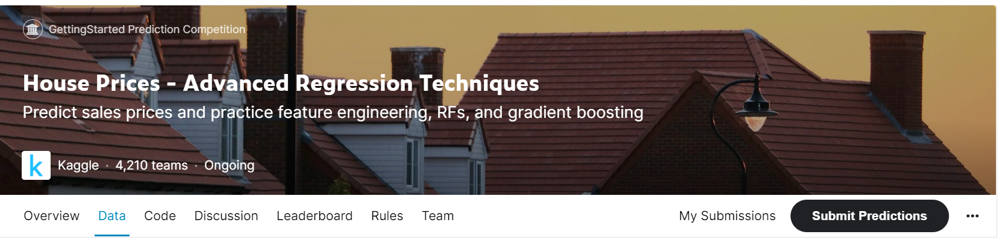 GettingStarted Prediction Competition
House Prices - Advanced Regression Techniques
Predict sales prices and practice feature engineering, RFs, and gradient boosting
k Kaggle · 4,210 teams · Ongoing
Overview Data Code Discussion Leaderboard Rules Team My Submissions Submit Predictions •••